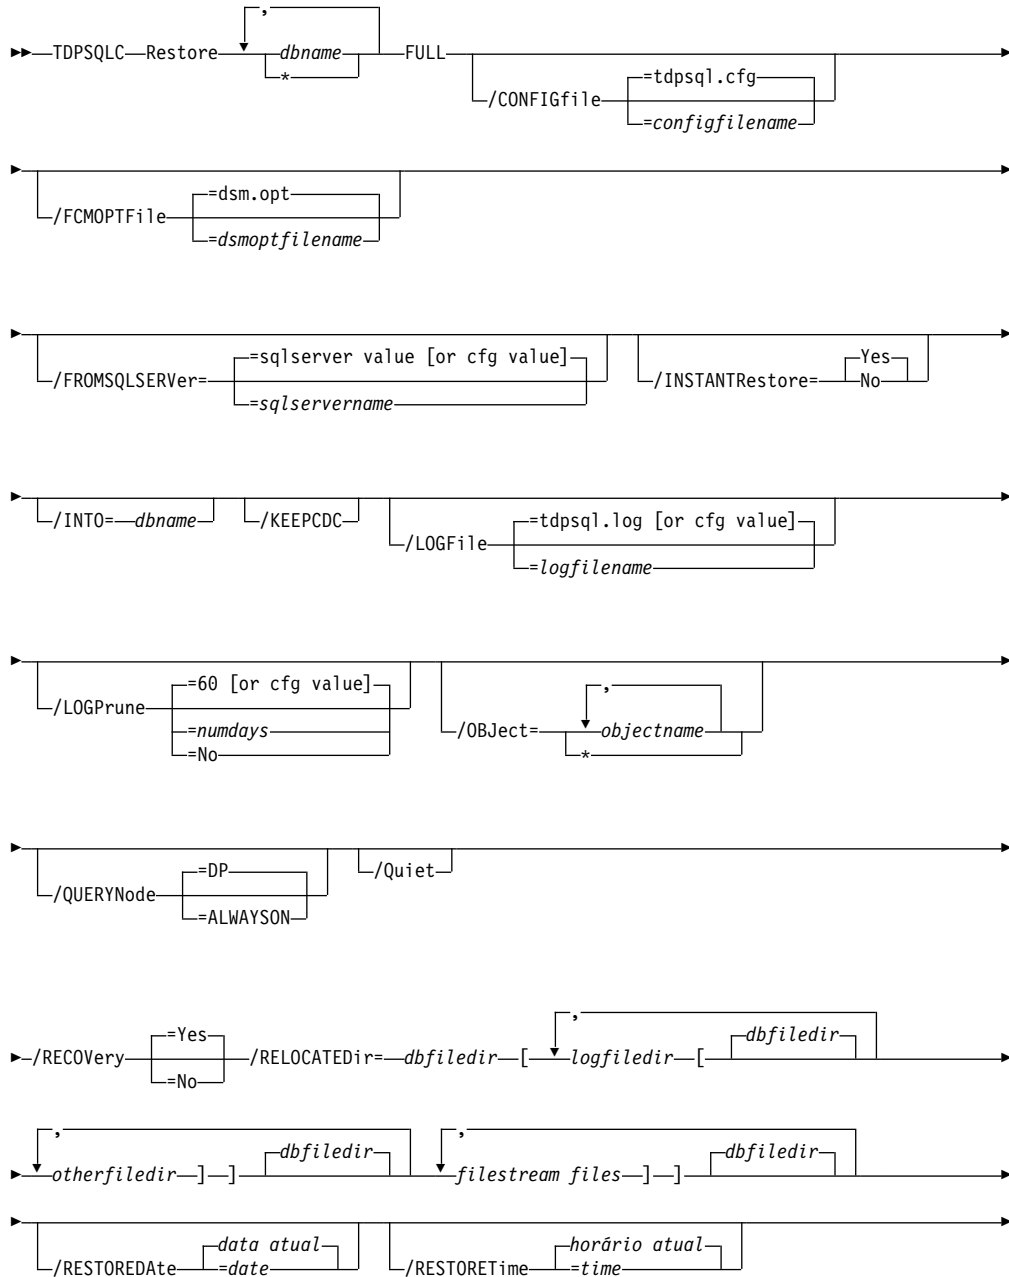 ,
TDPSQLC Restore dbname FULL
*
=tdpsql.cfg
/CONFIGfile
=configfilename
=dsm.opt
/FCMOPTFile
=dsmoptfilename
=sqlserver value [or cfg value] Yes
/FROMSQLSERVer= /INSTANTRestore= No
=sqlservername
/INTO= dbname /KEEPCDC
=tdpsql.log [or cfg value]
/LOGFile
=logfilename
=60 [or cfg value] ,
/LOGPrune
=numdays /OBJect= objectname
=No *
=DP /Quiet
/QUERYNode
=ALWAYSON
,
=Yes dbfiledir
/RECOVery /RELOCATEDir= dbfiledir [ logfiledir [
=No
, ,
dbfiledir dbfiledir
otherfiledir ] ] filestream files ] ]
data atual horário atual
/RESTOREDAte =date /RESTORETime =time